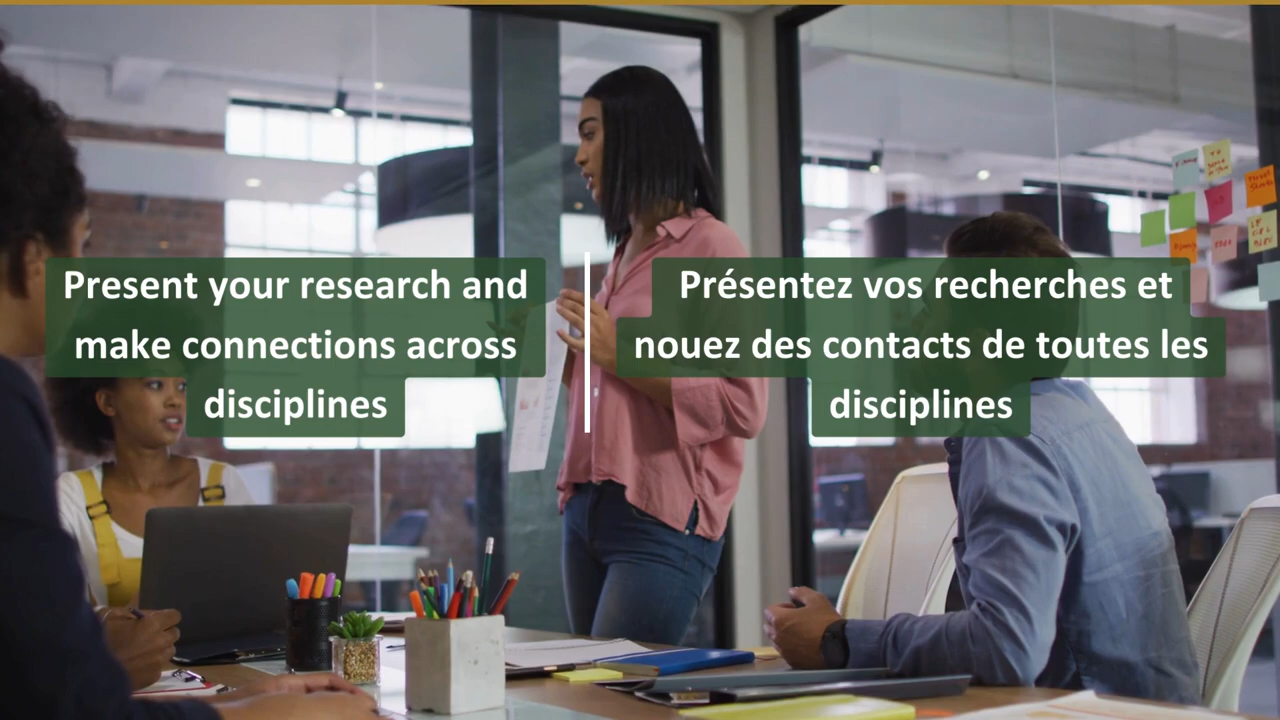 Present your research and
make connections across
disciplines
Présentez vos recherches et
nouez des contacts de toutes les
disciplines